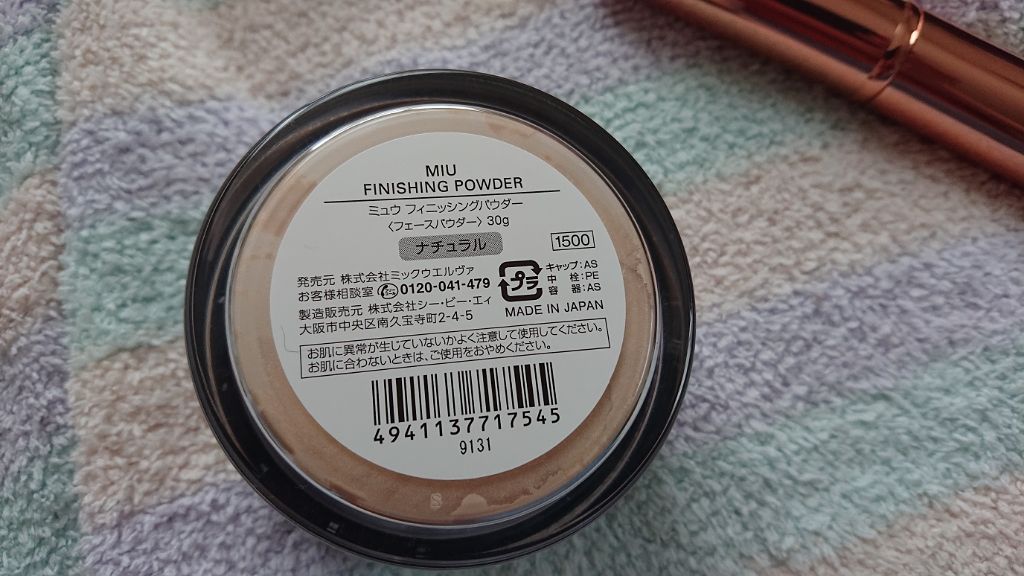 MIU
FINISHING POWDER
ミュウ フィニッシングパウダー
〈フェースパウダー〉30g
ナチュラル
1500
発売元 株式会社ミックウエルヴァ
お客様相談室 0120-041-479
製造販売元 株式会社シー・ビー・エィ
大阪市中央区南久宝寺町2-4-5
プラ
キャップ:AS
中 栓:PE
容 器:AS
MADE IN JAPAN
お肌に異常が生じていないかよく注意して使用してください。
お肌に合わないときは、ご使用をおやめください。
4941137717545
9131